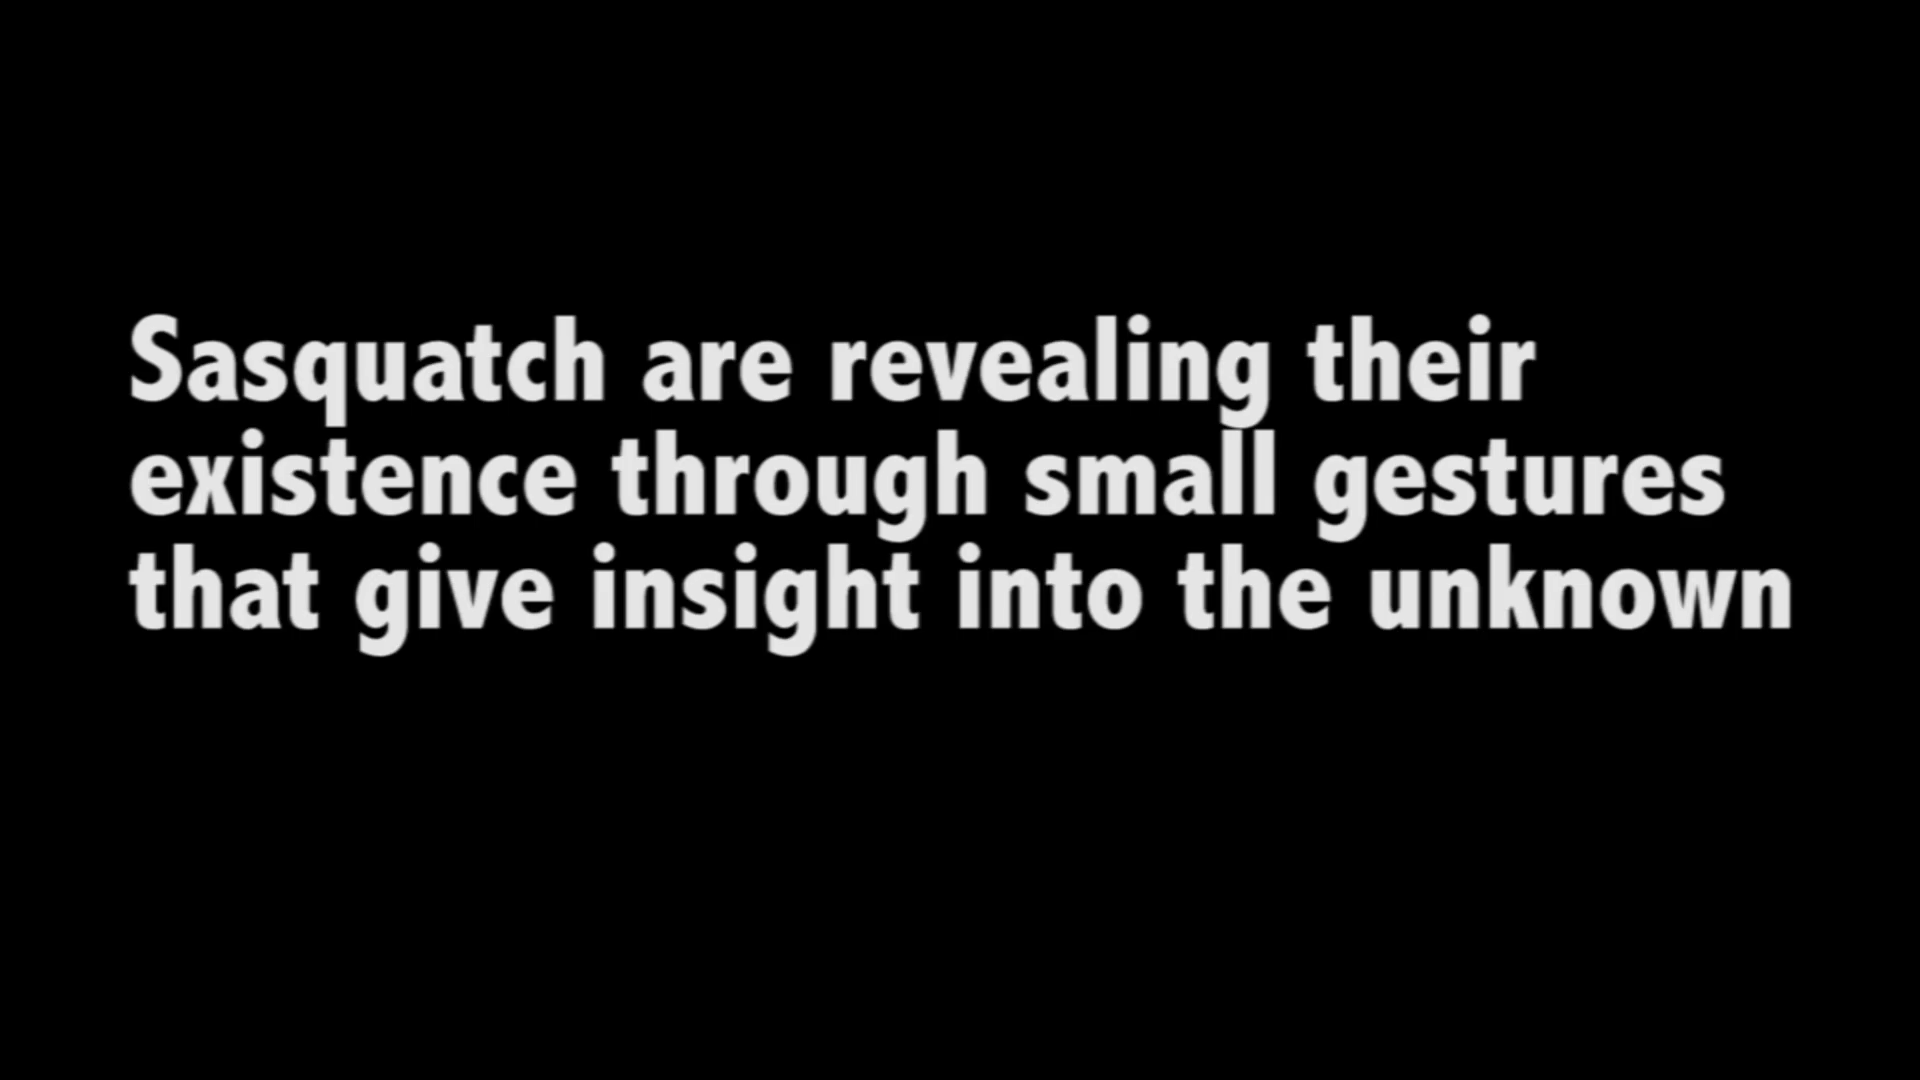 Sasquatch are revealing their
existence through small gestures
that give insight into the unknown